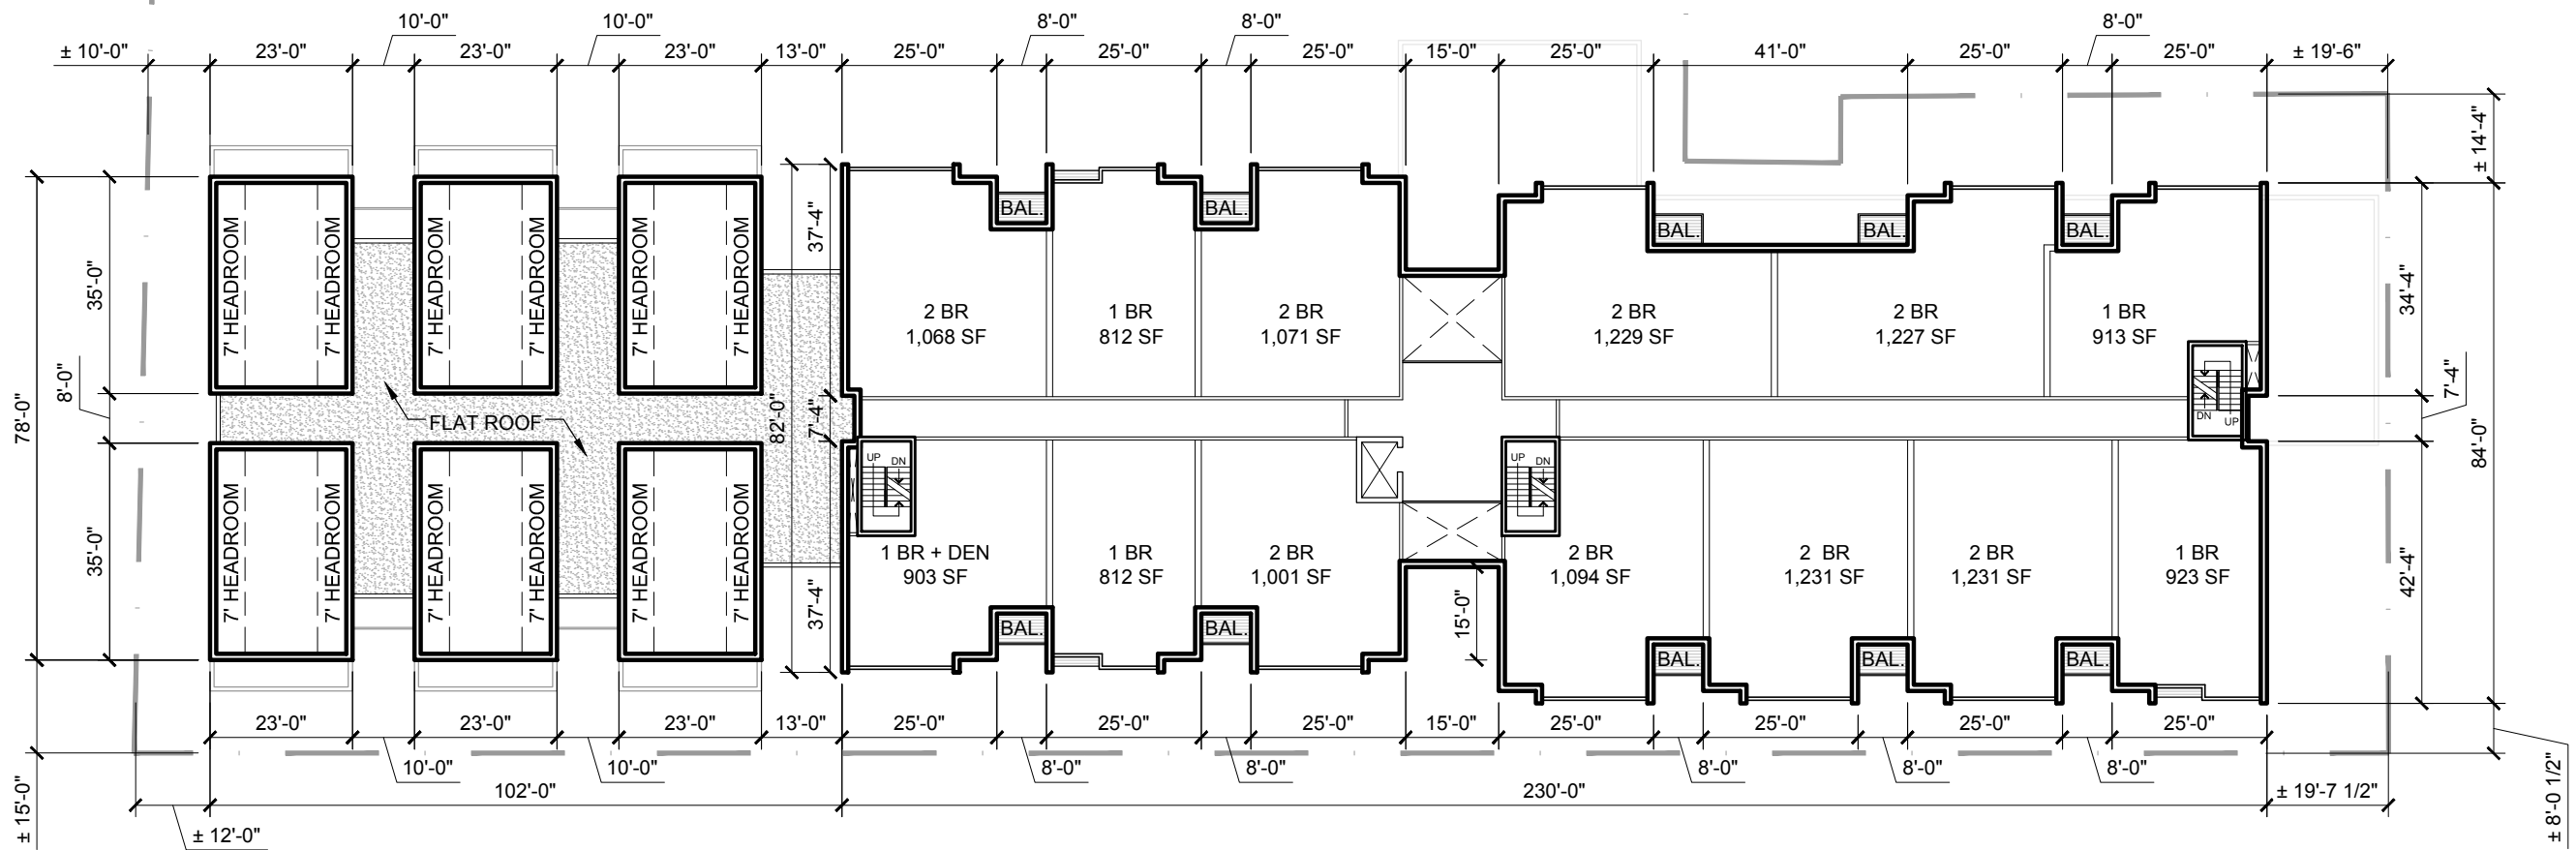 10'-0" 10'-0" 8'-0" 8'-0" 8'-0"
± 10'-0" 23'-0" 23'-0" 23'-0" 13'-0" 25'-0" 25'-0" 25'-0" 15'-0" 25'-0" 41'-0" 25'-0" 25'-0" ± 19'-6"
± 14'-4"
78'-0"
35'-0"
8'-0"
35'-0"
± 15'-0"
7' HEADROOM 7' HEADROOM 7' HEADROOM 7' HEADROOM 7' HEADROOM 7' HEADROOM
FLAT ROOF
7' HEADROOM 7' HEADROOM 7' HEADROOM 7' HEADROOM 7' HEADROOM 7' HEADROOM
82'-0"
37'-4"
7'-4"
37'-4"
BAL. BAL. BAL. BAL. BAL.
2 BR
1,068 SF
1 BR
812 SF
2 BR
1,071 SF
2 BR
1,229 SF
2 BR
1,227 SF
1 BR
913 SF
DN
UP
UP DN
UP DN
1 BR + DEN
903 SF
1 BR
812 SF
2 BR
1,001 SF
2 BR
1,094 SF
2 BR
1,231 SF
2 BR
1,231 SF
1 BR
923 SF
15'-0"
BAL. BAL. BAL. BAL. BAL.
34'-4"
7'-4"
84'-0"
42'-4"
± 8'-0 1/2"
23'-0" 23'-0" 23'-0" 13'-0" 25'-0" 25'-0" 25'-0" 15'-0" 25'-0" 25'-0" 25'-0" 25'-0"
10'-0" 10'-0" 8'-0" 8'-0" 8'-0" 8'-0" 8'-0"
102'-0" 230'-0" ± 19'-7 1/2"
± 12'-0"